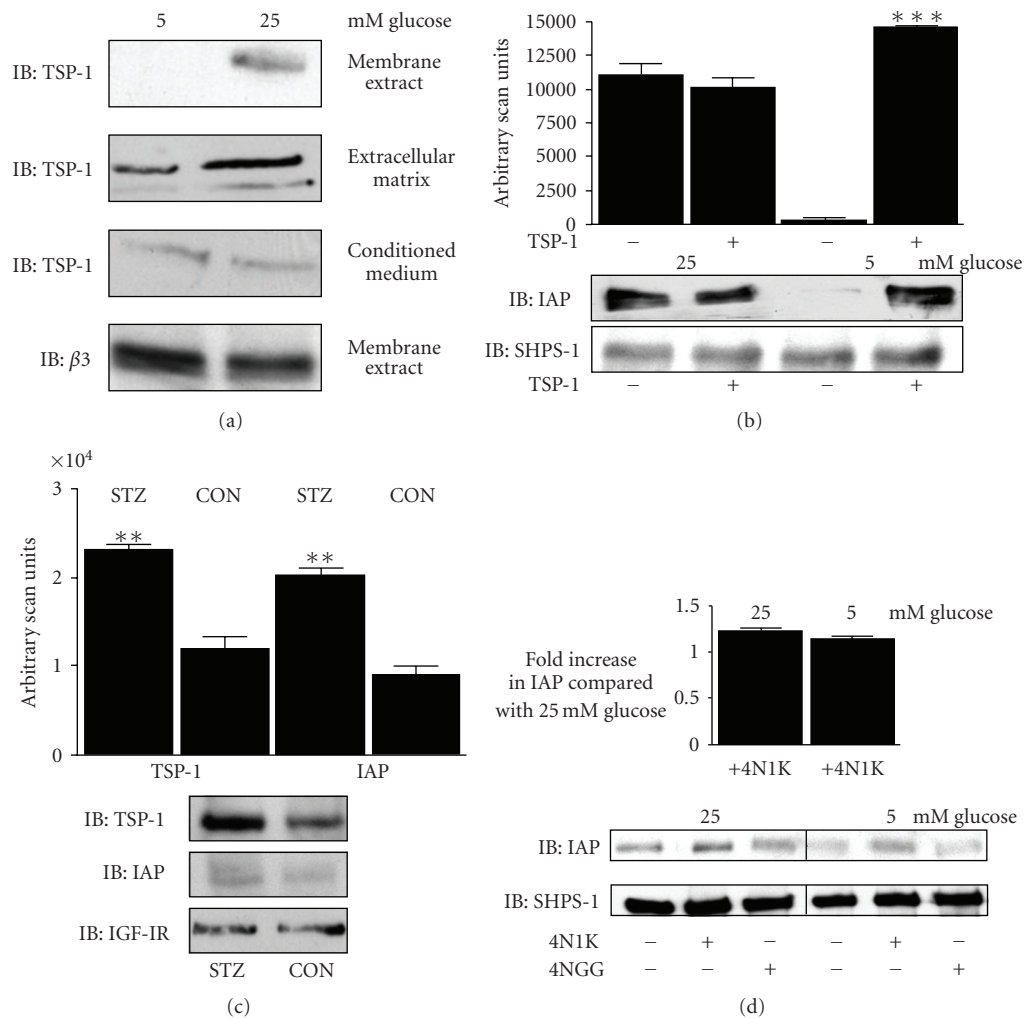 5 25 mM glucose
IB: TSP-1 Membrane extract
IB: TSP-1 Extracellular matrix
IB: TSP-1 Conditioned medium
IB: β3 Membrane extract
(a)
Arbitrary scan units
15000
12500
10000
7500
5000
2500
0
***
TSP-1 − + − +
25 5 mM glucose
IB: IAP
IB: SHPS-1
TSP-1 − + − +
(b)
×10⁴
Arbitrary scan units
3
2
1
0
STZ CON STZ CON
** **
TSP-1 IAP
IB: TSP-1
IB: IAP
IB: IGF-IR
STZ CON
(c)
Fold increase
in IAP compared
with 25 mM glucose
1.5
1
0.5
0
25 5 mM glucose
+4N1K +4N1K
25 5 mM glucose
IB: IAP
IB: SHPS-1
4N1K − + − − + −
4NGG − − + − − +
(d)